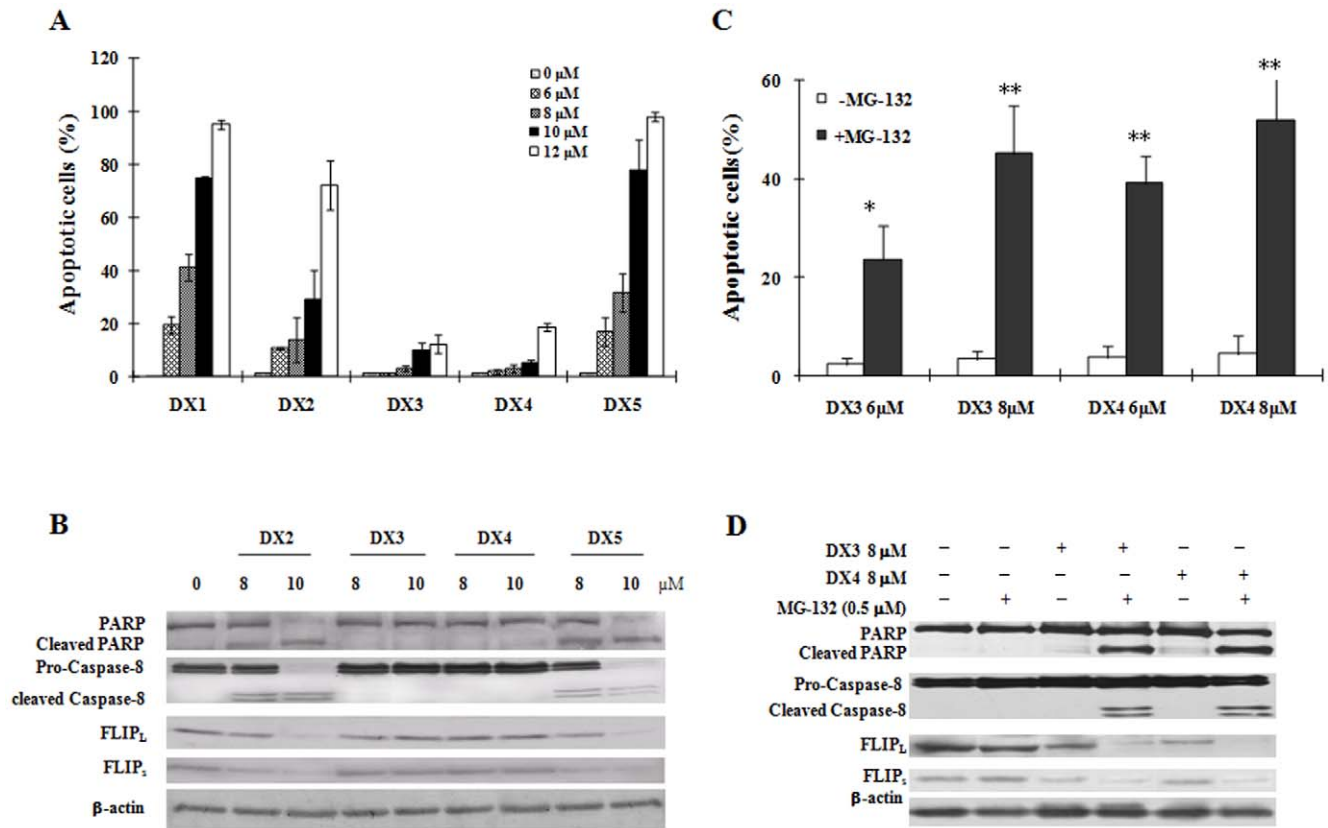 A
120
100
80
60
40
20
0
Apoptotic cells (%)
0 μM
6 μM
8 μM
10 μM
12 μM
DX1 DX2 DX3 DX4 DX5
C
60
40
20
0
Apoptotic cells(%)
-MG-132
+MG-132
* ** ** **
DX3 6μM DX3 8μM DX4 6μM DX4 8μM
B
DX2 DX3 DX4 DX5
0 8 10 8 10 8 10 8 10 μM
PARP
Cleaved PARP
Pro-Caspase-8
cleaved Caspase-8
FLIPL
FLIPs
β-actin
D
DX3 8 μM − − + + − −
DX4 8 μM − − − − + +
MG-132 (0.5 μM) − + − + − +
PARP
Cleaved PARP
Pro-Caspase-8
Cleaved Caspase-8
FLIPL
FLIPs
β-actin